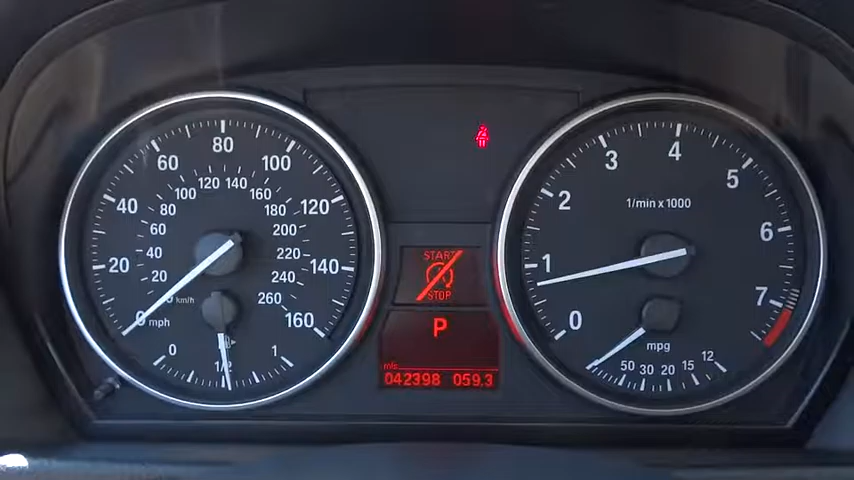 80
60
100
40
120
20
140
0 mph
160
100 120 140 160
80
180
60
200
40
220
20
240
km/h
260
0
1/2
1
START
STOP
P
mls
042398 059.3
4
3
5
2
1/min x 1000
6
1
7
0
mpg
50 30 20 15 12